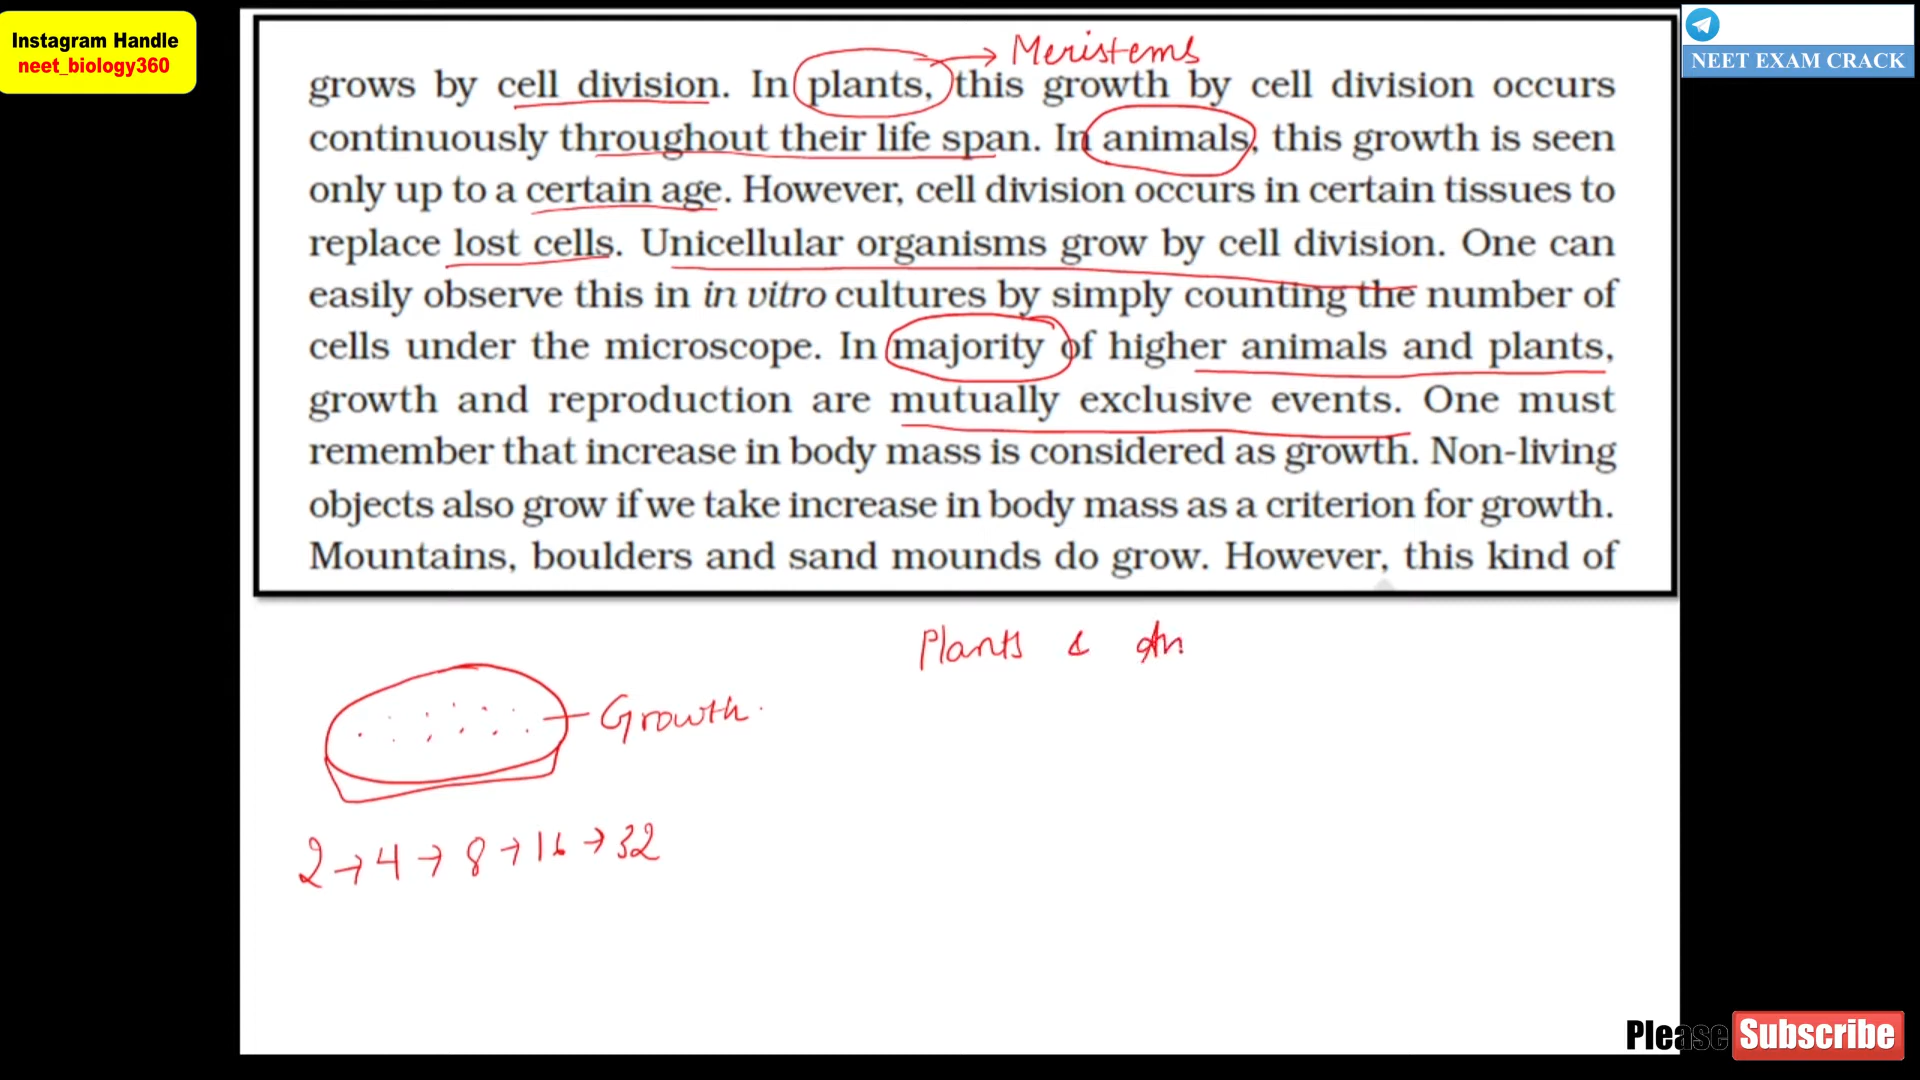 Instagram Handle
neet_biology360
NEET EXAM CRACK
Meristems
grows by cell division. In plants, this growth by cell division occurs
continuously throughout their life span. In animals, this growth is seen
only up to a certain age. However, cell division occurs in certain tissues to
replace lost cells. Unicellular organisms grow by cell division. One can
easily observe this in in vitro cultures by simply counting the number of
cells under the microscope. In majority of higher animals and plants,
growth and reproduction are mutually exclusive events. One must
remember that increase in body mass is considered as growth. Non-living
objects also grow if we take increase in body mass as a criterion for growth.
Mountains, boulders and sand mounds do grow. However, this kind of
Plants & An
Growth.
2→4→8→16→32
Please Subscribe